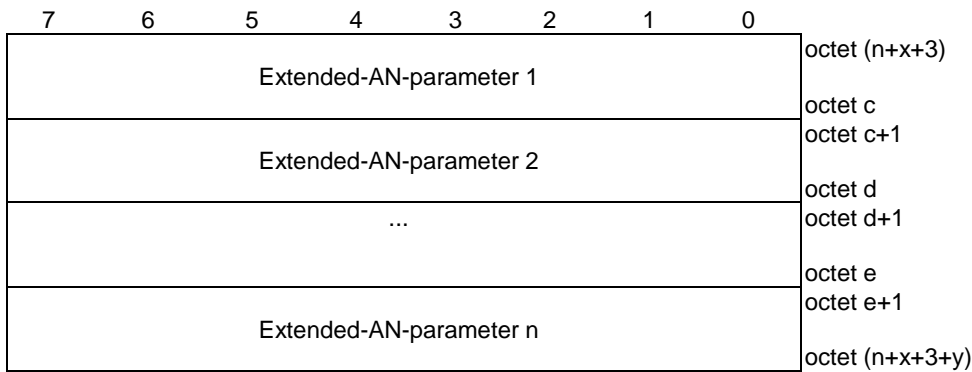 7 6 5 4 3 2 1 0
octet (n+x+3)
Extended-AN-parameter 1
octet c
octet c+1
Extended-AN-parameter 2
octet d
... octet d+1
octet e
octet e+1
Extended-AN-parameter n
octet (n+x+3+y)